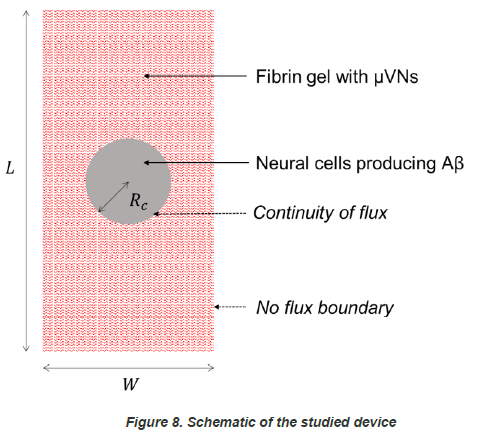 Fibrin gel with μVNs
L
Neural cells producing Aβ
R_c
Continuity of flux
No flux boundary
W
Figure 8. Schematic of the studied device